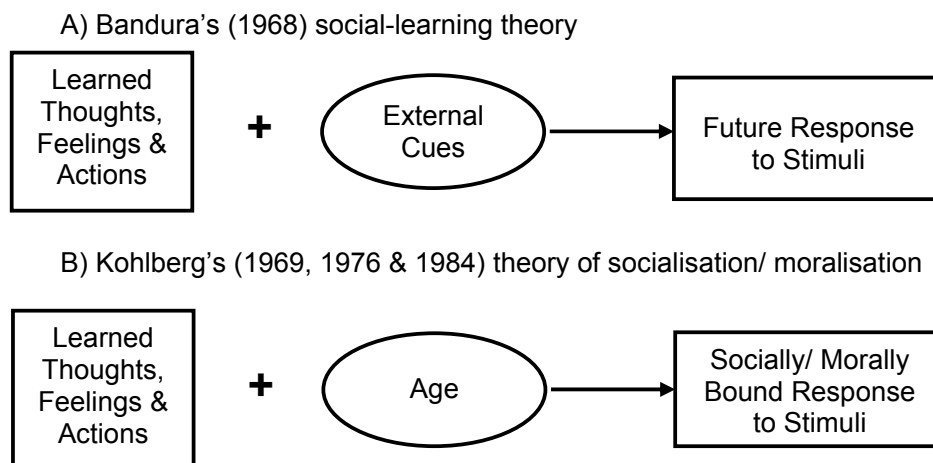 A) Bandura's (1968) social-learning theory
Learned
Thoughts,
Feelings &
Actions
+
External
Cues
Future Response
to Stimuli
B) Kohlberg's (1969, 1976 & 1984) theory of socialisation/ moralisation
Learned
Thoughts,
Feelings &
Actions
+
Age
Socially/ Morally
Bound Response
to Stimuli